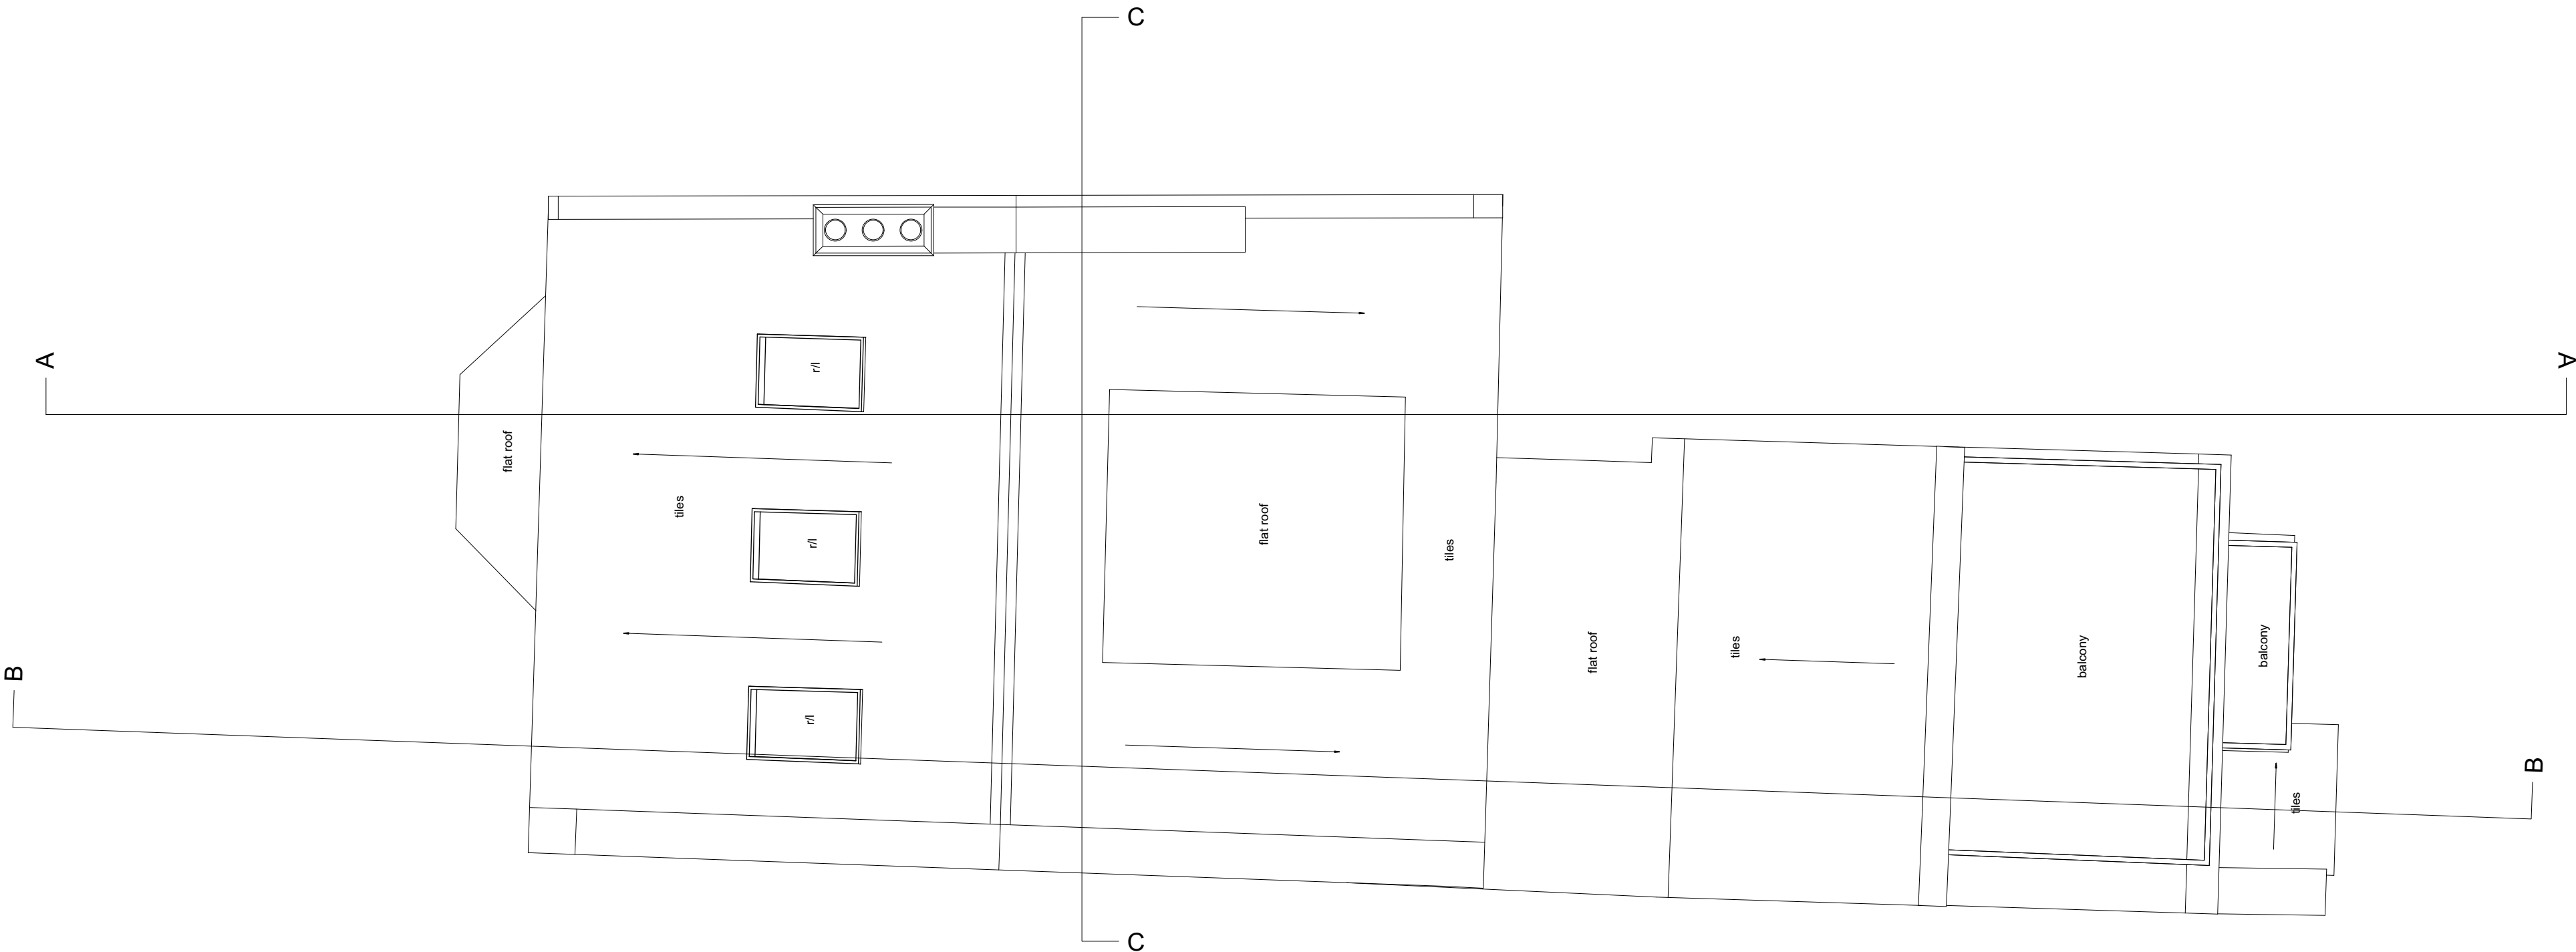 C
A
A
r/l
flat roof
tiles
r/l
flat roof
tiles
flat roof
tiles
balcony
balcony
B
r/l
B
tiles
C